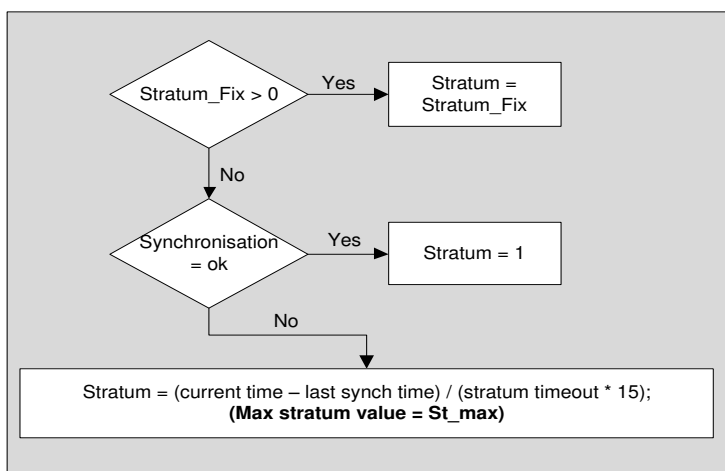 Stratum_Fix > 0
Yes
Stratum =
Stratum_Fix
No
Synchronisation
= ok
Yes
Stratum = 1
No
Stratum = (current time – last synch time) / (stratum timeout * 15);
(Max stratum value = St_max)